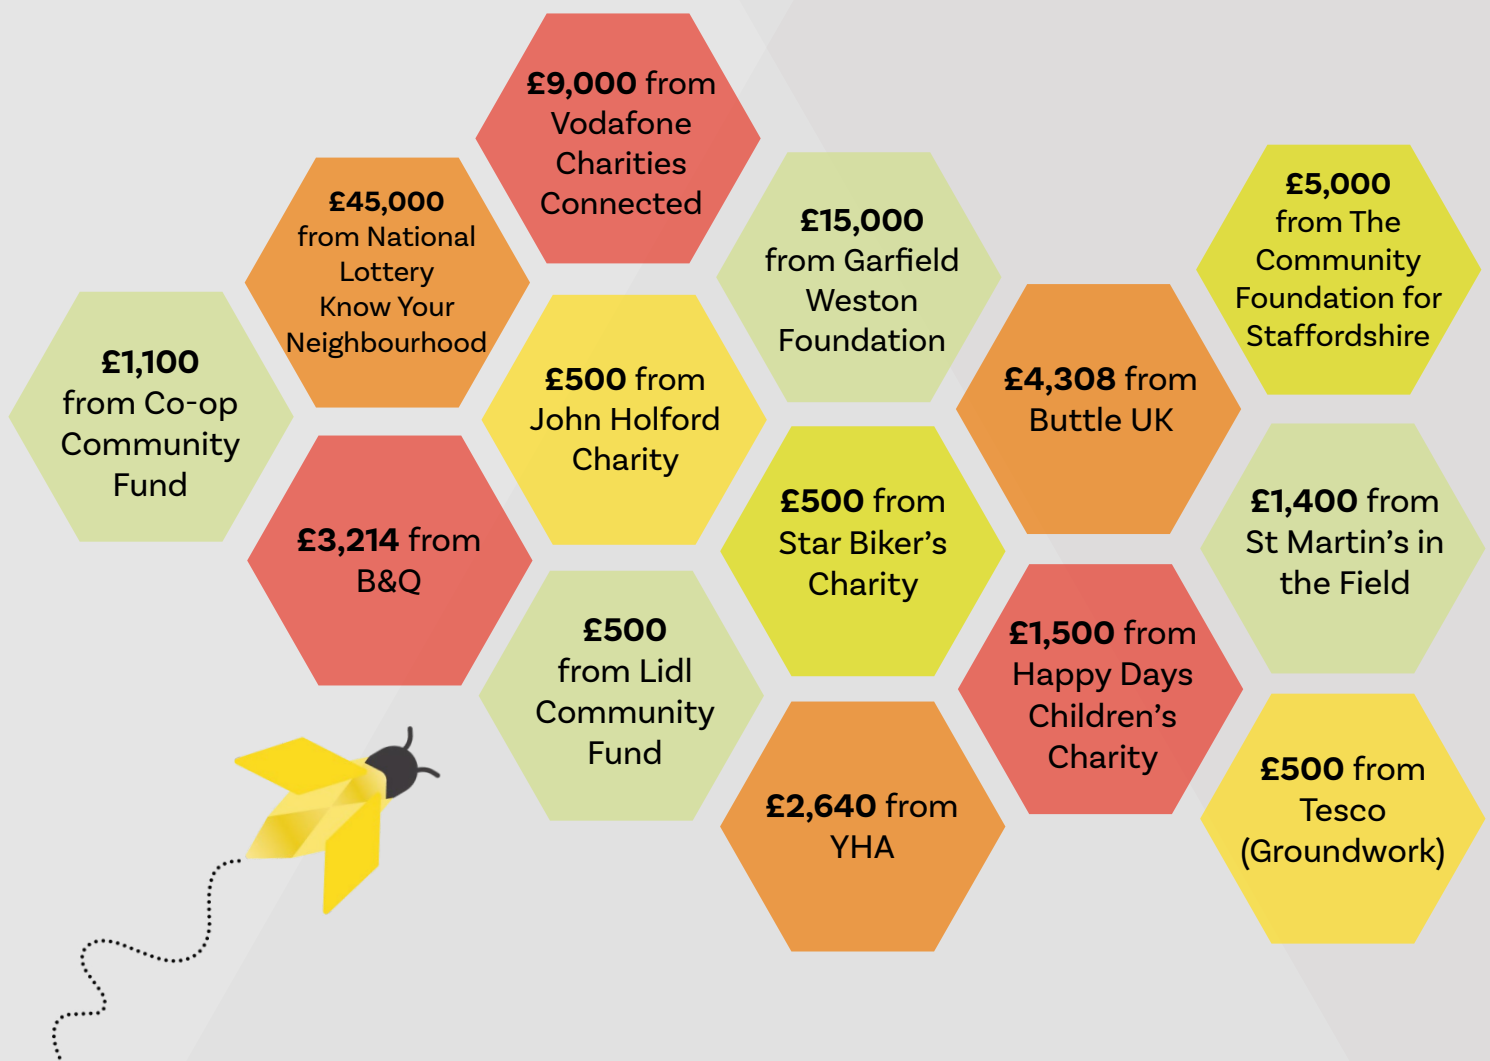 £9,000 from
Vodafone
Charities
Connected
£45,000
from National
Lottery
Know Your
Neighbourhood
£15,000
from Garfield
Weston
Foundation
£5,000
from The
Community
Foundation for
Staffordshire
£1,100
from Co-op
Community
Fund
£500 from
John Holford
Charity
£4,308 from
Buttle UK
£3,214 from
B&Q
£500 from
Star Biker’s
Charity
£1,400 from
St Martin’s in
the Field
£500
from Lidl
Community
Fund
£1,500 from
Happy Days
Children’s
Charity
£2,640 from
YHA
£500 from
Tesco
(Groundwork)